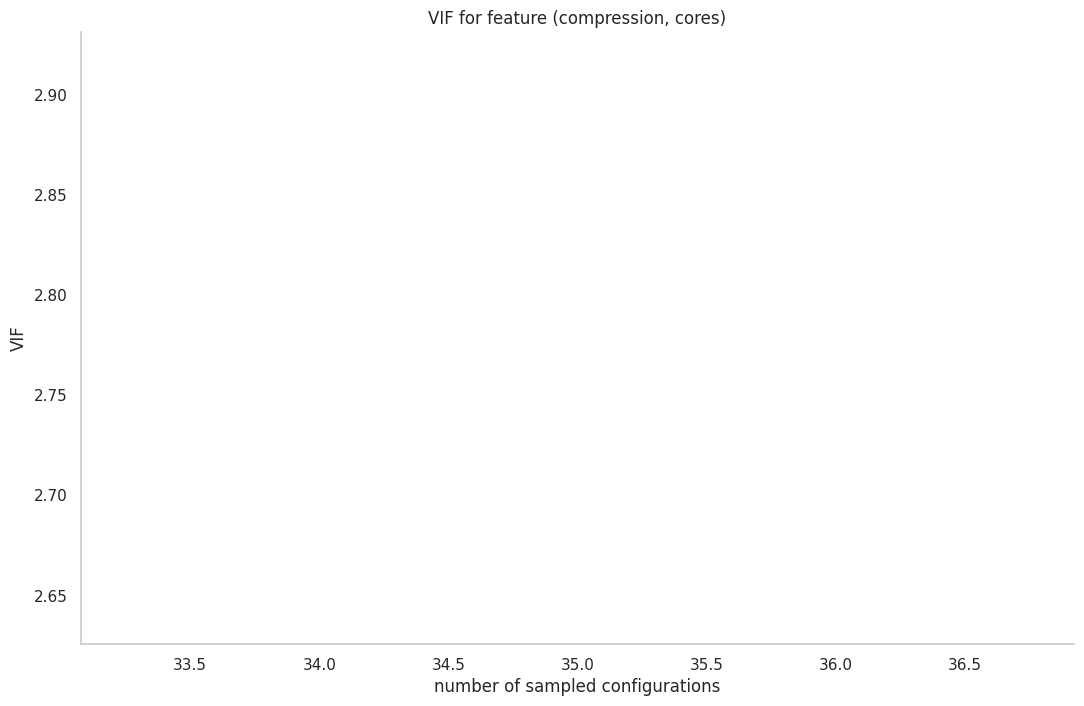 VIF for feature (compression, cores)
2.90
2.85
2.80
2.75
2.70
2.65
VIF
33.5 34.0 34.5 35.0 35.5 36.0 36.5
number of sampled configurations